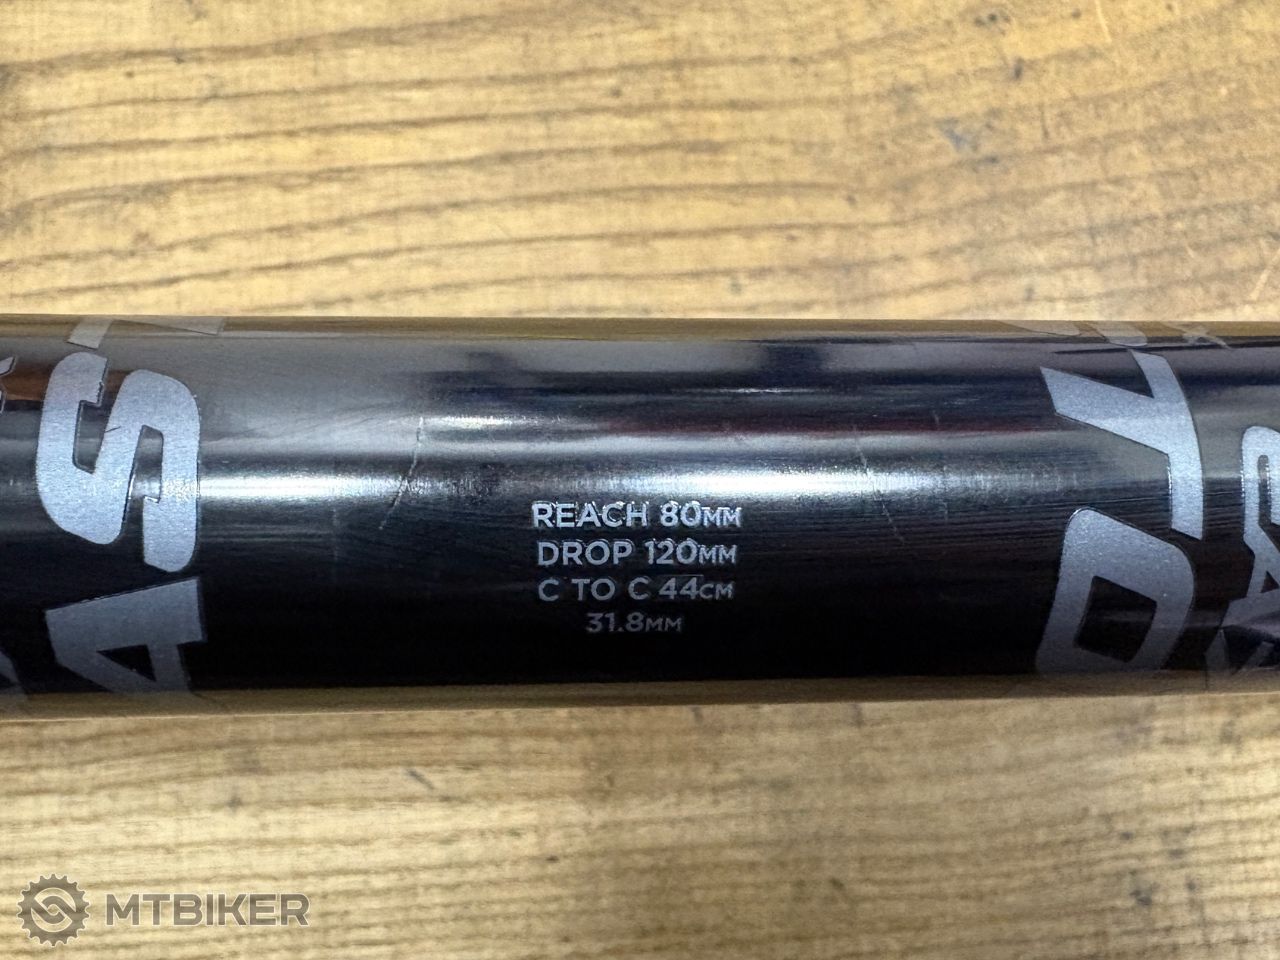 REACH 80MM
DROP 120MM
C TO C 44CM
31.8MM
MTBIKER